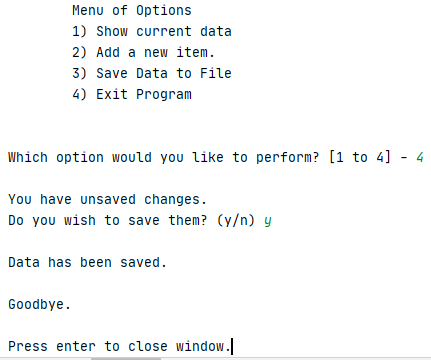 Menu of Options
1) Show current data
2) Add a new item.
3) Save Data to File
4) Exit Program
Which option would you like to perform? [1 to 4] - 4
You have unsaved changes.
Do you wish to save them? (y/n) y
Data has been saved.
Goodbye.
Press enter to close window.